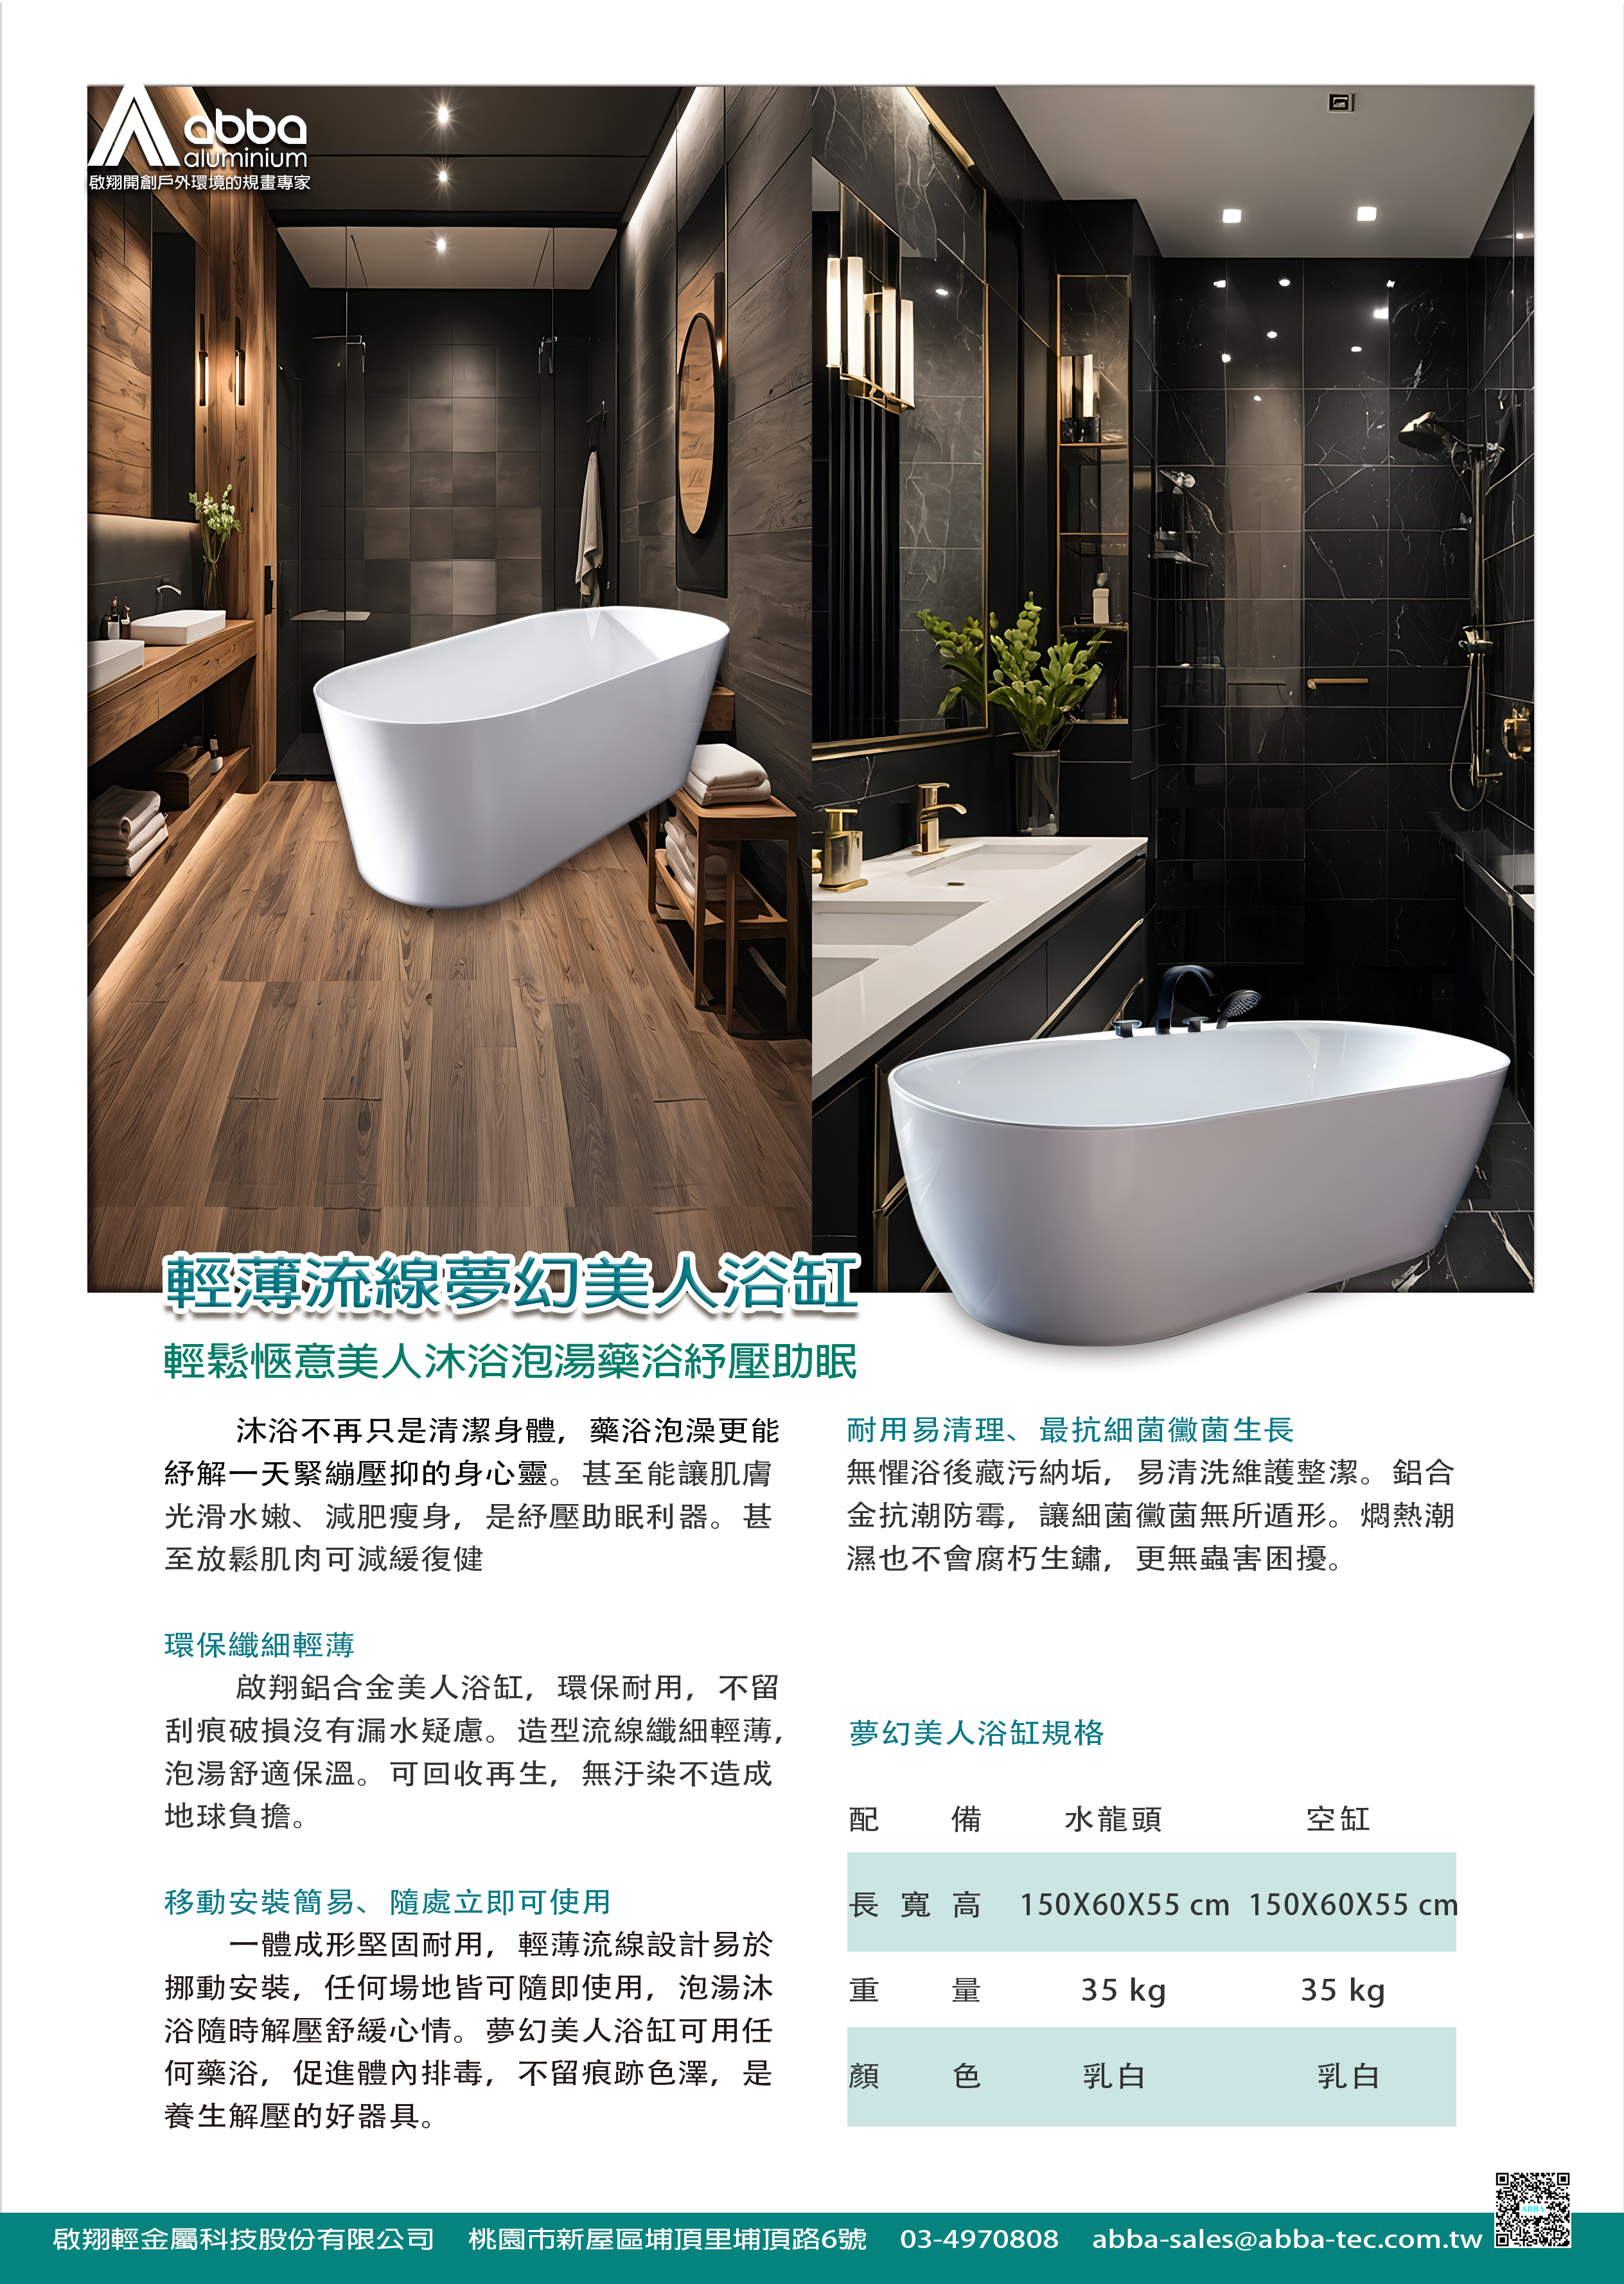 abba
aluminium
啟翔開創戶外環境的規畫專家
輕薄流線夢幻美人浴缸
輕鬆愜意美人沐浴泡湯藥浴紓壓助眠
沐浴不再只是清潔身體，藥浴泡澡更能
紓解一天緊繃壓抑的身心靈。甚至能讓肌膚
光滑水嫩、減肥瘦身，是紓壓助眠利器。甚
至放鬆肌肉可減緩復健
環保纖細輕薄
啟翔鋁合金美人浴缸，環保耐用，不留
刮痕破損沒有漏水疑慮。造型流線纖細輕薄，
泡湯舒適保溫。可回收再生，無汙染不造成
地球負擔。
移動安裝簡易、隨處立即可使用
一體成形堅固耐用，輕薄流線設計易於
挪動安裝，任何場地皆可隨即使用，泡湯沐
浴隨時解壓舒緩心情。夢幻美人浴缸可用任
何藥浴，促進體內排毒，不留痕跡色澤，是
養生解壓的好器具。
耐用易清理、最抗細菌黴菌生長
無懼浴後藏污納垢，易清洗維護整潔。鋁合
金抗潮防霉，讓細菌黴菌無所遁形。燜熱潮
濕也不會腐朽生鏽，更無蟲害困擾。
夢幻美人浴缸規格
配備 水龍頭 空缸
長寬高 150X60X55 cm 150X60X55 cm
重量 35 kg 35 kg
顏色 乳白 乳白
ABBA
啟翔輕金屬科技股份有限公司 桃園市新屋區埔頂里埔頂路6號 03-4970808 abba-sales@abba-tec.com.tw